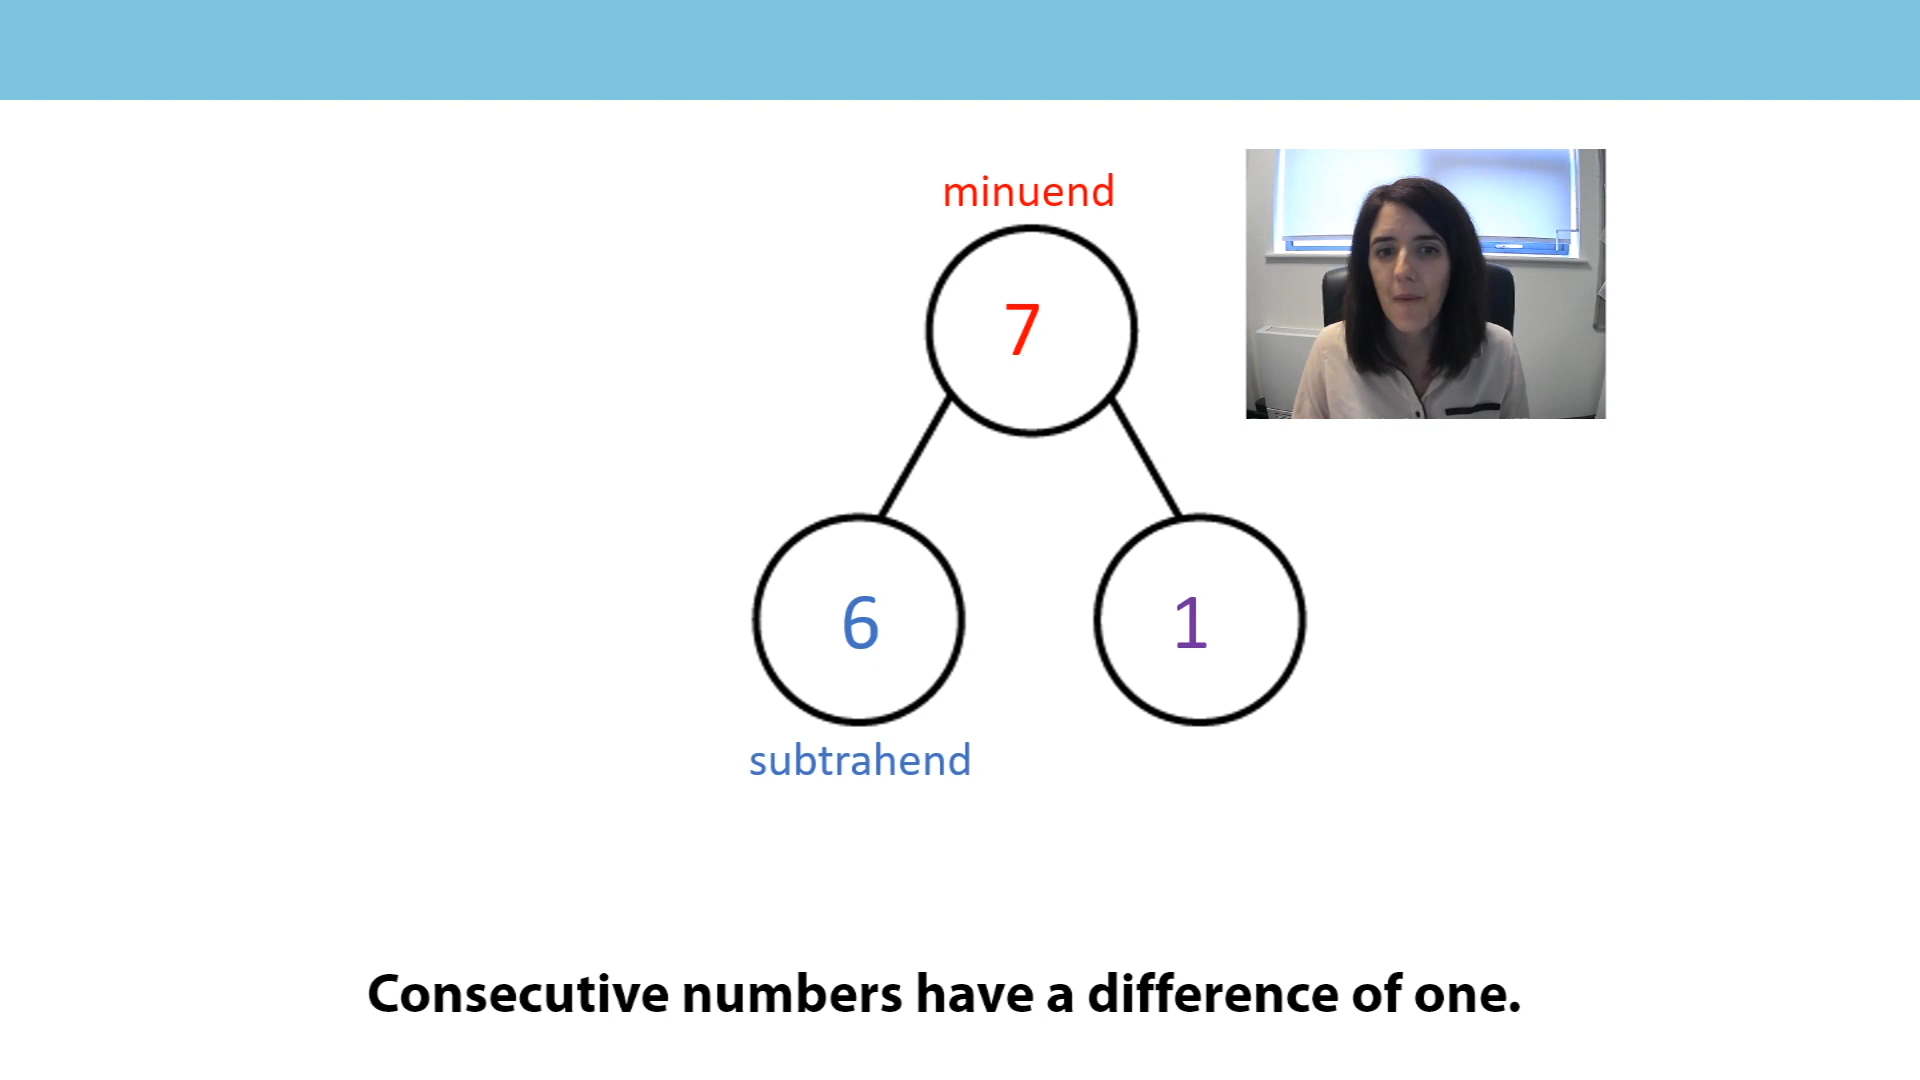 minuend
7
6
1
subtrahend
Consecutive numbers have a difference of one.